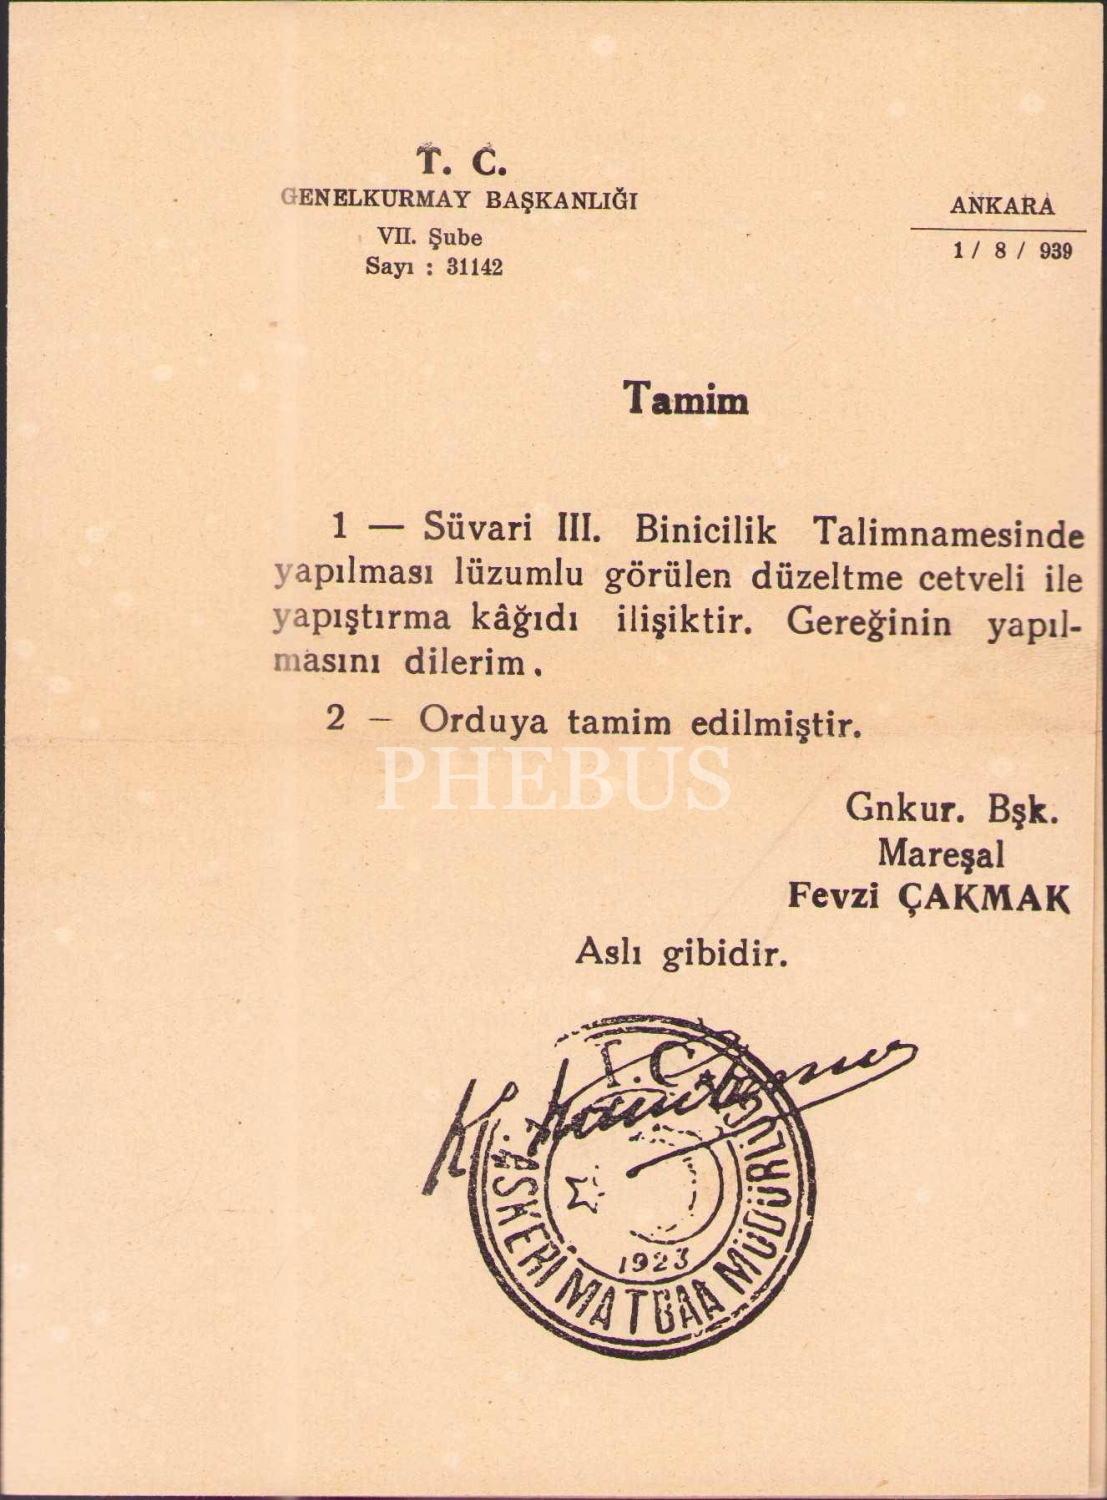 T. C.
GENELKURMAY BAŞKANLIĞI
VII. Şube
Sayı : 31142
ANKARA
1 / 8 / 939
Tamim
1 — Süvari III. Binicilik Talimnamesinde
yapılması lüzumlu görülen düzeltme cetveli ile
yapıştırma kâğıdı ilişiktir. Gereğinin yapıl-
masını dilerim.
2 — Orduya tamim edilmiştir.
PHEBUS
Gnkur. Bşk.
Mareşal
Fevzi ÇAKMAK
Aslı gibidir.
T.C.
ASKERİ MATBAA MÜDÜRLÜĞÜ
1923